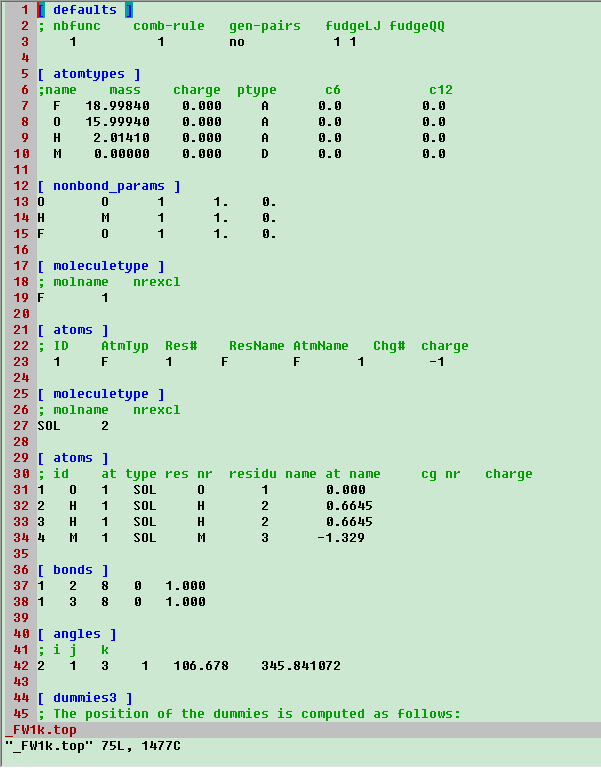 1 [ defaults ]
2 ; nbfunc    comb-rule   gen-pairs   fudgeLJ fudgeQQ
3     1          1        no           1 1
4
5 [ atomtypes ]
6 ;name    mass    charge  ptype      c6           c12
7   F   18.99840    0.000     A      0.0          0.0
8   O   15.99940    0.000     A      0.0          0.0
9   H    2.01410    0.000     A      0.0          0.0
10   M    0.00000    0.000     D      0.0          0.0
11
12 [ nonbond_params ]
13 O       O      1      1.    0.
14 H       M      1      1.    0.
15 F       O      1      1.    0.
16
17 [ moleculetype ]
18 ; molname   nrexcl
19 F       1
20
21 [ atoms ]
22 ; ID    AtmTyp  Res#    ResName AtmName   Chg#  charge
23   1     F     1      F        F       1        -1
24
25 [ moleculetype ]
26 ; molname   nrexcl
27 SOL     2
28
29 [ atoms ]
30 ; id    at type res nr  residu name at name     cg nr   charge
31 1   O   1   SOL     O       1       0.000
32 2   H   1   SOL     H       2       0.6645
33 3   H   1   SOL     H       2       0.6645
34 4   M   1   SOL     M       3      -1.329
35
36 [ bonds ]
37 1   2   8   0   1.000
38 1   3   8   0   1.000
39
40 [ angles ]
41 ; i j   k
42 2   1   3    1   106.678    345.841072
43
44 [ dummies3 ]
45 ; The position of the dummies is computed as follows:
_FW1k.top
"_FW1k.top" 75L, 1477C